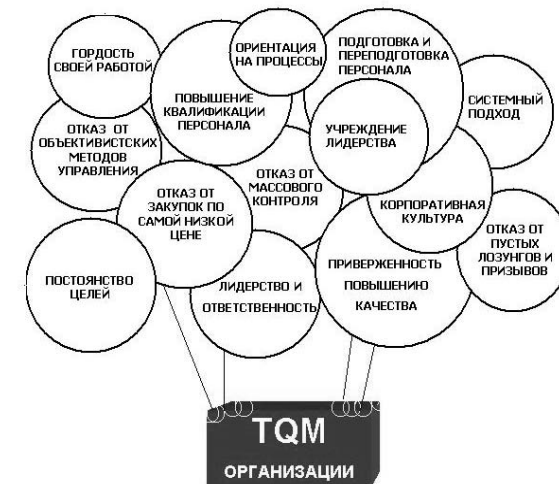 ГОРДОСТЬ
СВОЕЙ РАБОТОЙ
ОРИЕНТАЦИЯ
НА ПРОЦЕССЫ
ПОДГОТОВКА И
ПЕРЕПОДГОТОВКА
ПЕРСОНАЛА
ПОВЫШЕНИЕ
КВАЛИФИКАЦИИ
ПЕРСОНАЛА
СИСТЕМНЫЙ
ПОДХОД
ОТКАЗ ОТ
ОБЪЕКТИВИСТСКИХ
МЕТОДОВ
УПРАВЛЕНИЯ
УЧРЕЖДЕНИЕ
ЛИДЕРСТВА
ОТКАЗ ОТ
МАССОВОГО
КОНТРОЛЯ
ОТКАЗ ОТ
ЗАКУПОК ПО
САМОЙ НИЗКОЙ
ЦЕНЕ
КОРПОРАТИВНАЯ
КУЛЬТУРА
ОТКАЗ ОТ
ПУСТЫХ
ЛОЗУНГОВ И
ПРИЗЫВОВ
ПОСТОЯНСТВО
ЦЕЛЕЙ
ЛИДЕРСТВО И
ОТВЕТСТВЕННОСТЬ
ПРИВЕРЖЕННОСТЬ
ПОВЫШЕНИЮ
КАЧЕСТВА
TQM
ОРГАНИЗАЦИИ